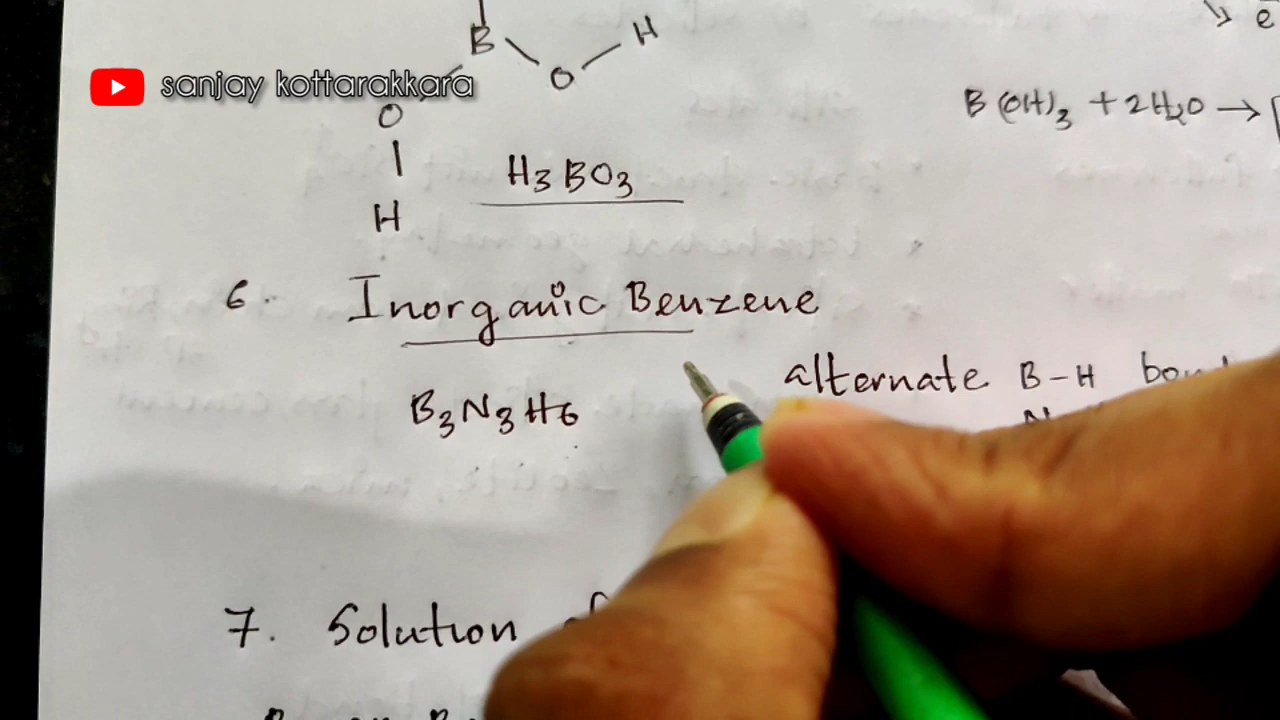 B O H
sanjay kottarakkara
O
H
H3BO3
B(OH)3 + 2H2O →
6. Inorganic Benzene
B3N3H6
alternate B-H
7. Solution